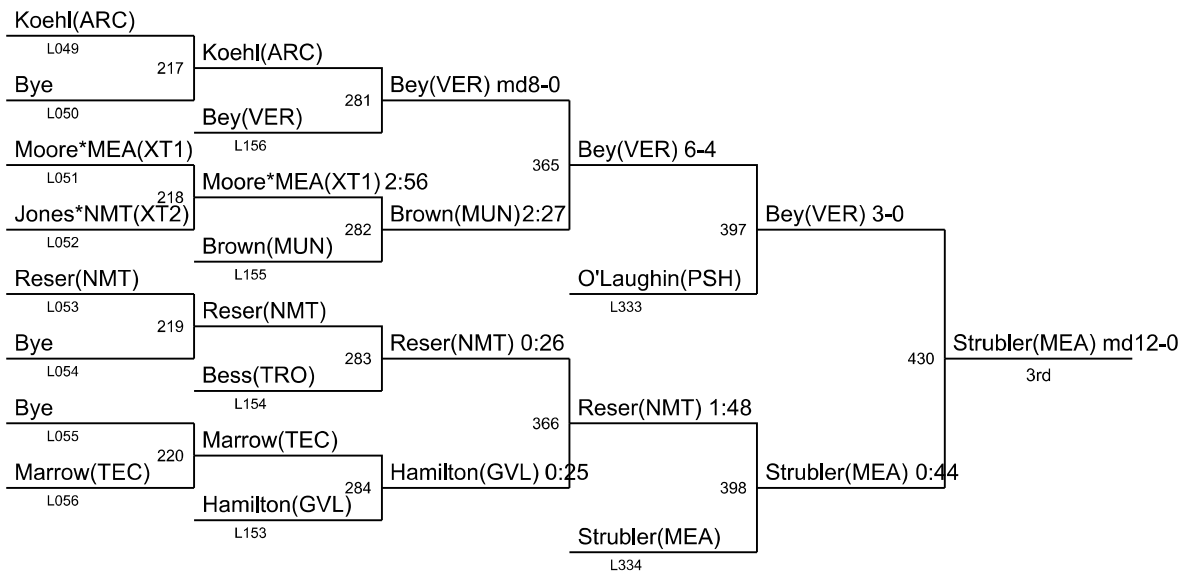 Koehl(ARC)
L049
217
Koehl(ARC)
Bye
L050
281
Bey(VER) md8-0
Bey(VER)
L156
Moore*MEA(XT1)
L051
365
Bey(VER) 6-4
218
Moore*MEA(XT1) 2:56
Jones*NMT(XT2)
L052
282
Brown(MUN) 2:27
Brown(MUN)
L155
397
Bey(VER) 3-0
Reser(NMT)
L053
O'Laughin(PSH)
L333
219
Reser(NMT)
Bye
L054
283
Reser(NMT) 0:26
Bess(TRO)
L154
430
Strubler(MEA) md12-0
3rd
Bye
L055
366
Reser(NMT) 1:48
220
Marrow(TEC)
Marrow(TEC)
L056
284
Hamilton(GVL) 0:25
Hamilton(GVL)
L153
398
Strubler(MEA) 0:44
Strubler(MEA)
L334